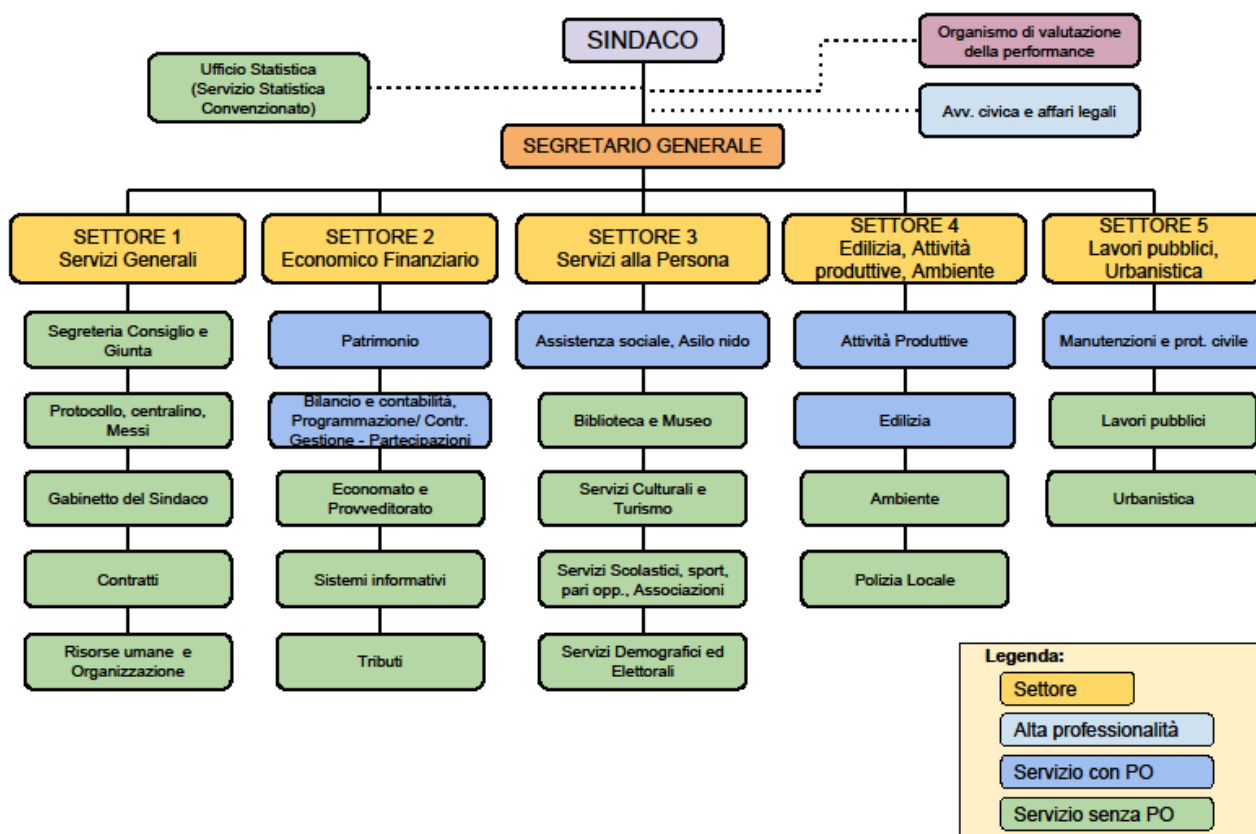 SINDACO
Organismo di valutazione
della performance
Ufficio Statistica
(Servizio Statistica
Convenzionato)
Avv. civica e affari legali
SEGRETARIO GENERALE
SETTORE 1
Servizi Generali
SETTORE 2
Economico Finanziario
SETTORE 3
Servizi alla Persona
SETTORE 4
Edilizia, Attività
produttive, Ambiente
SETTORE 5
Lavori pubblici,
Urbanistica
Segreteria Consiglio e
Giunta
Patrimonio
Assistenza sociale, Asilo nido
Attività Produttive
Manutenzioni e prot. civile
Protocollo, centralino,
Messi
Bilancio e contabilità,
Programmazione/ Contr.
Gestione - Partecipazioni
Biblioteca e Museo
Edilizia
Lavori pubblici
Gabinetto del Sindaco
Economato e
Provveditorato
Servizi Culturali e
Turismo
Ambiente
Urbanistica
Contratti
Sistemi informativi
Servizi Scolastici, sport,
pari opp., Associazioni
Polizia Locale
Risorse umane e
Organizzazione
Tributi
Servizi Demografici ed
Elettorali
Legenda:
Settore
Alta professionalità
Servizio con PO
Servizio senza PO